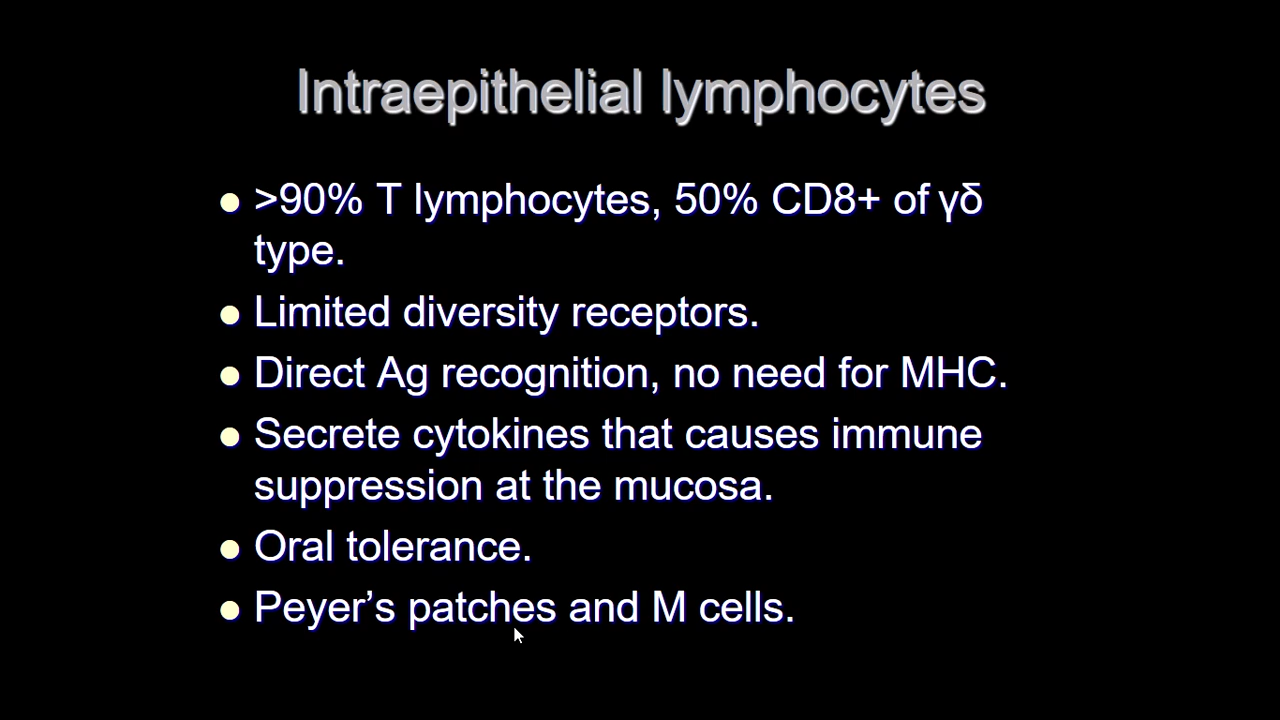 Intraepithelial lymphocytes
● >90% T lymphocytes, 50% CD8+ of γδ
type.
● Limited diversity receptors.
● Direct Ag recognition, no need for MHC.
● Secrete cytokines that causes immune
suppression at the mucosa.
● Oral tolerance.
● Peyer’s patches and M cells.